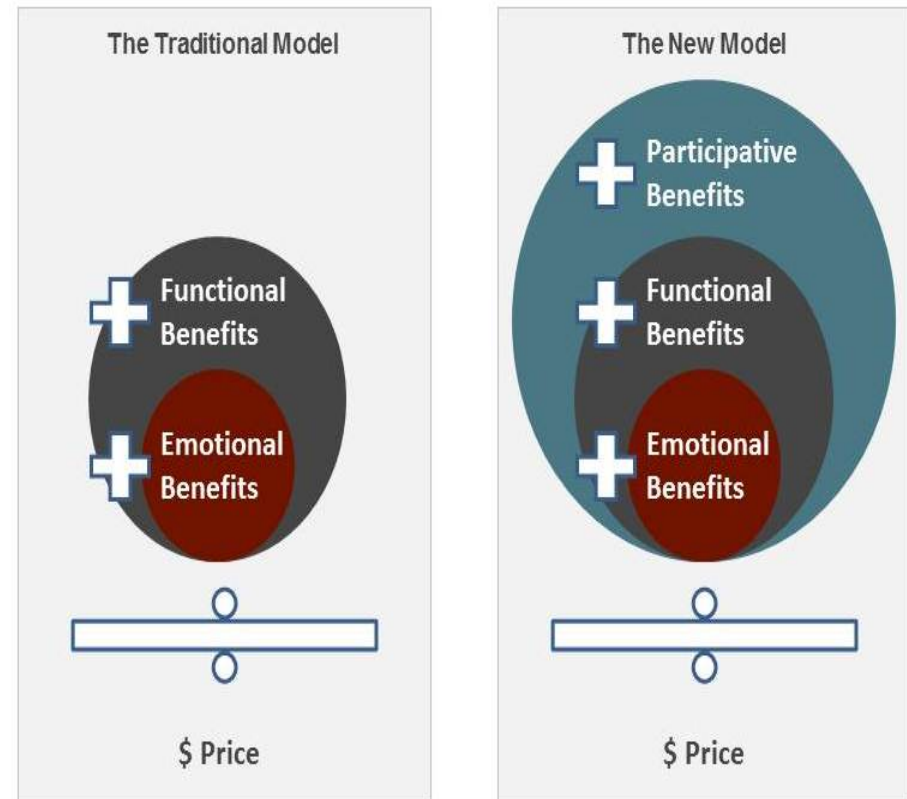 The Traditional Model
Functional
Benefits
Emotional
Benefits
$ Price
The New Model
Participative
Benefits
Functional
Benefits
Emotional
Benefits
$ Price